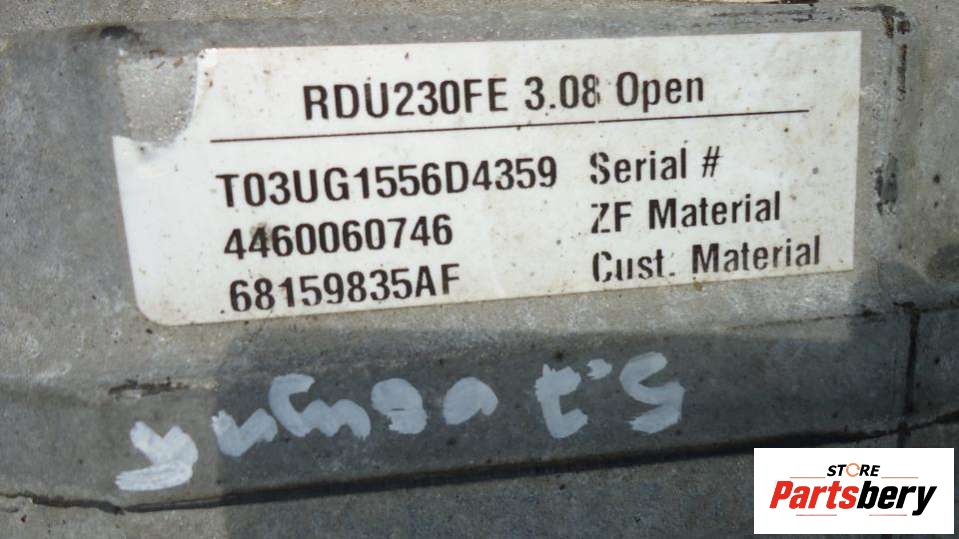 RDU230FE 3.08 Open
T03UG1556D4359 Serial #
4460060746 ZF Material
68159835AF Cust. Material
STORE
Partsbery